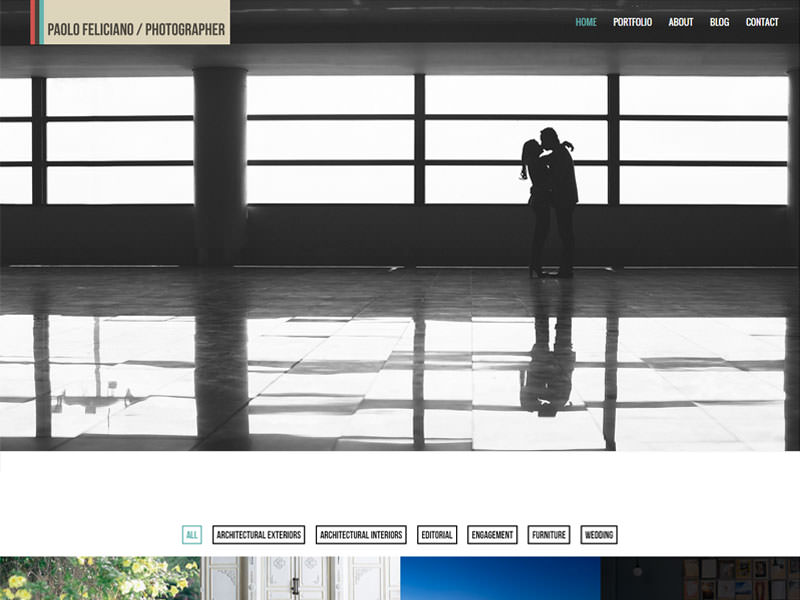 PAOLO FELICIANO / PHOTOGRAPHER
HOME PORTFOLIO ABOUT BLOG CONTACT
ALL ARCHITECTURAL EXTERIORS ARCHITECTURAL INTERIORS EDITORIAL ENGAGEMENT FURNITURE WEDDING